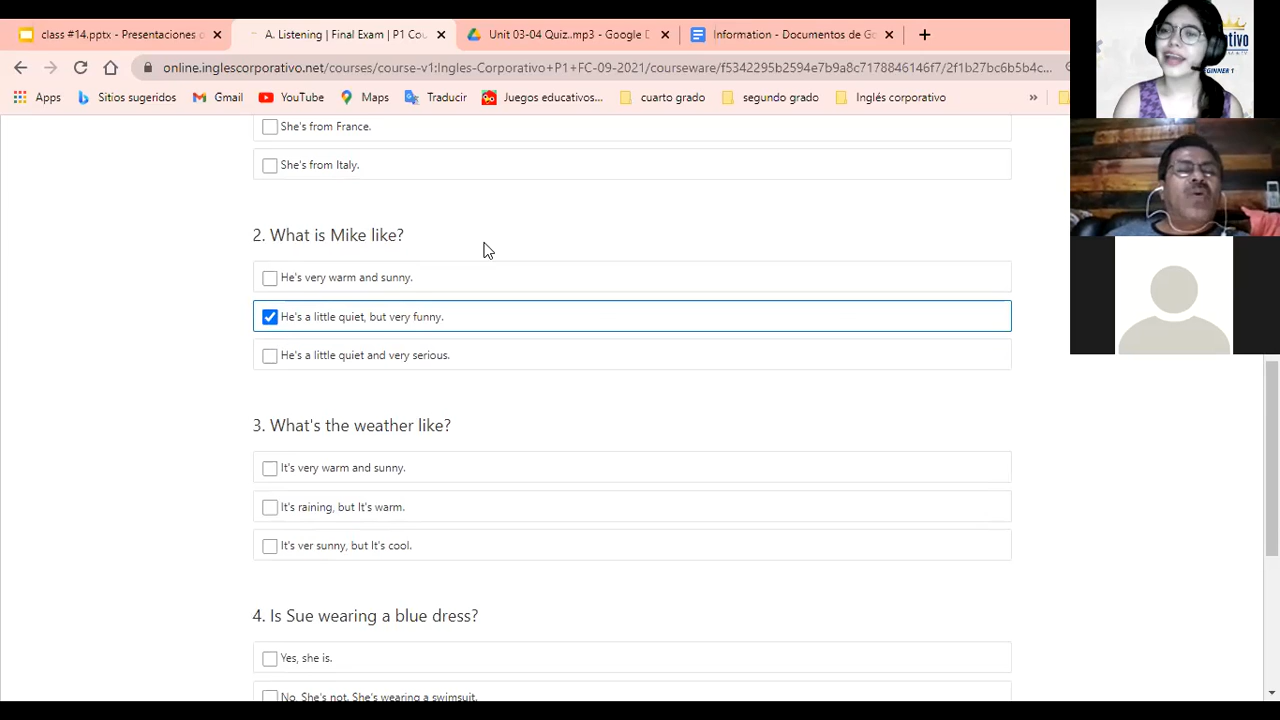 class #14.pptx - Presentaciones o
A. Listening | Final Exam | P1 Cou
Unit 03-04 Quiz..mp3 - Google D
Information - Documentos de Go
online.inglescorporativo.net/courses/course-v1:Ingles-Corporativo+P1+FC-09-2021/courseware/f5342295b2594e7b9a8c7178846146f7/2f1b27bc6b5b4c...
Apps
Sitios sugeridos
Gmail
YouTube
Maps
Traducir
Juegos educativos...
cuarto grado
segundo grado
Inglés corporativo
»
She's from France.
She's from Italy.
2. What is Mike like?
He's very warm and sunny.
He's a little quiet, but very funny.
He's a little quiet and very serious.
3. What's the weather like?
It's very warm and sunny.
It's raining, but It's warm.
It's ver sunny, but It's cool.
4. Is Sue wearing a blue dress?
Yes, she is.
No, She's not. She's wearing a swimsuit.